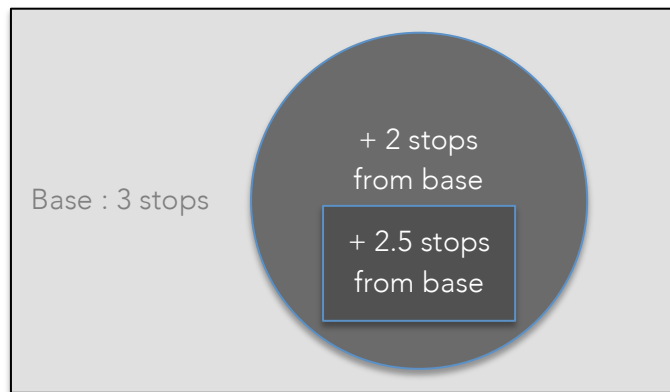 + 2 stops
from base
Base : 3 stops
+ 2.5 stops
from base